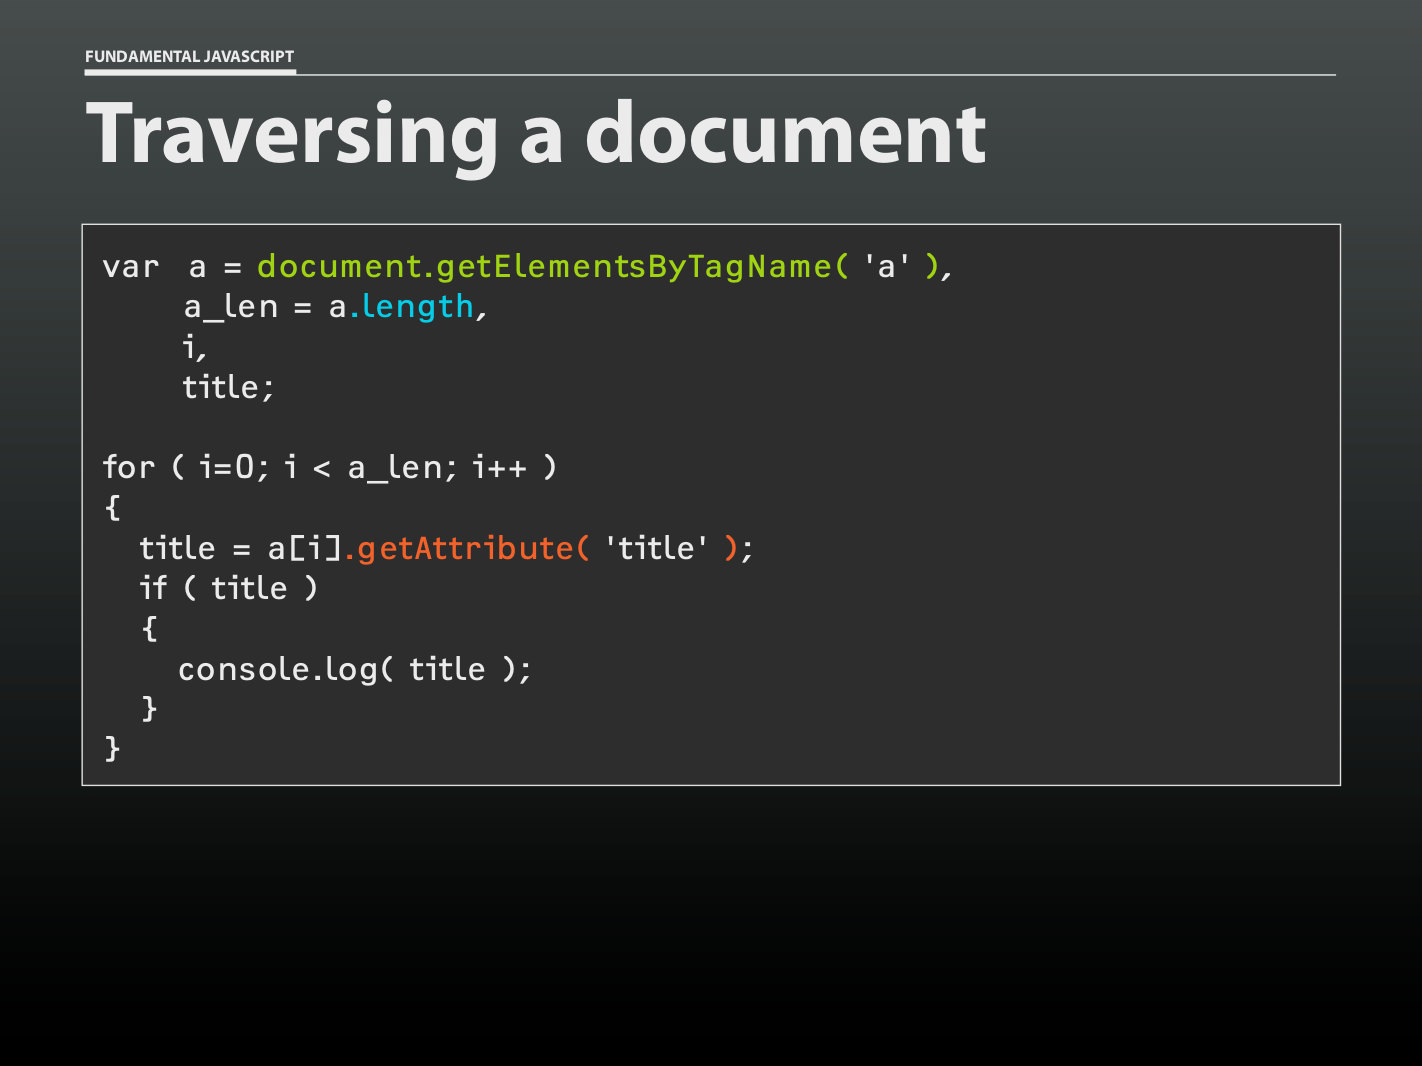 FUNDAMENTAL JAVASCRIPT
Traversing a document
var a = document.getElementsByTagName( 'a' ),
a_len = a.length,
i,
title;
for ( i=0; i < a_len; i++ )
{
title = a[i].getAttribute( 'title' );
if ( title )
{
console.log( title );
}
}